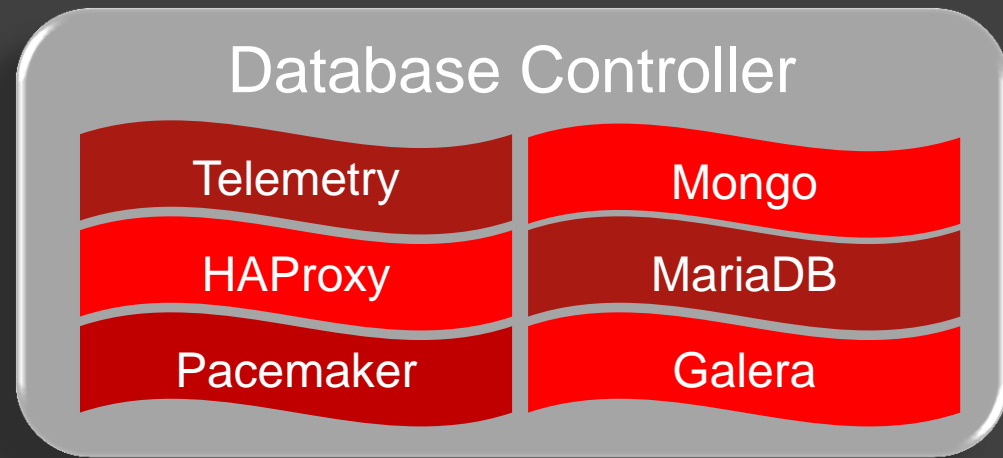 Database Controller
Telemetry
Mongo
HAProxy
MariaDB
Pacemaker
Galera